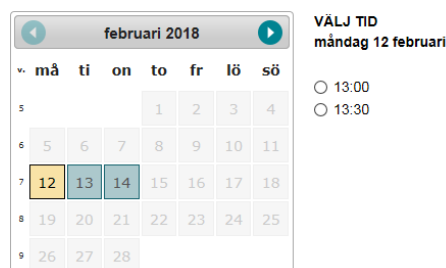 februari 2018
v. må ti on to fr lö sö
5 1 2 3 4
6 5 6 7 8 9 10 11
7 12 13 14 15 16 17 18
8 19 20 21 22 23 24 25
9 26 27 28
VÄLJ TID
måndag 12 februari
13:00
13:30